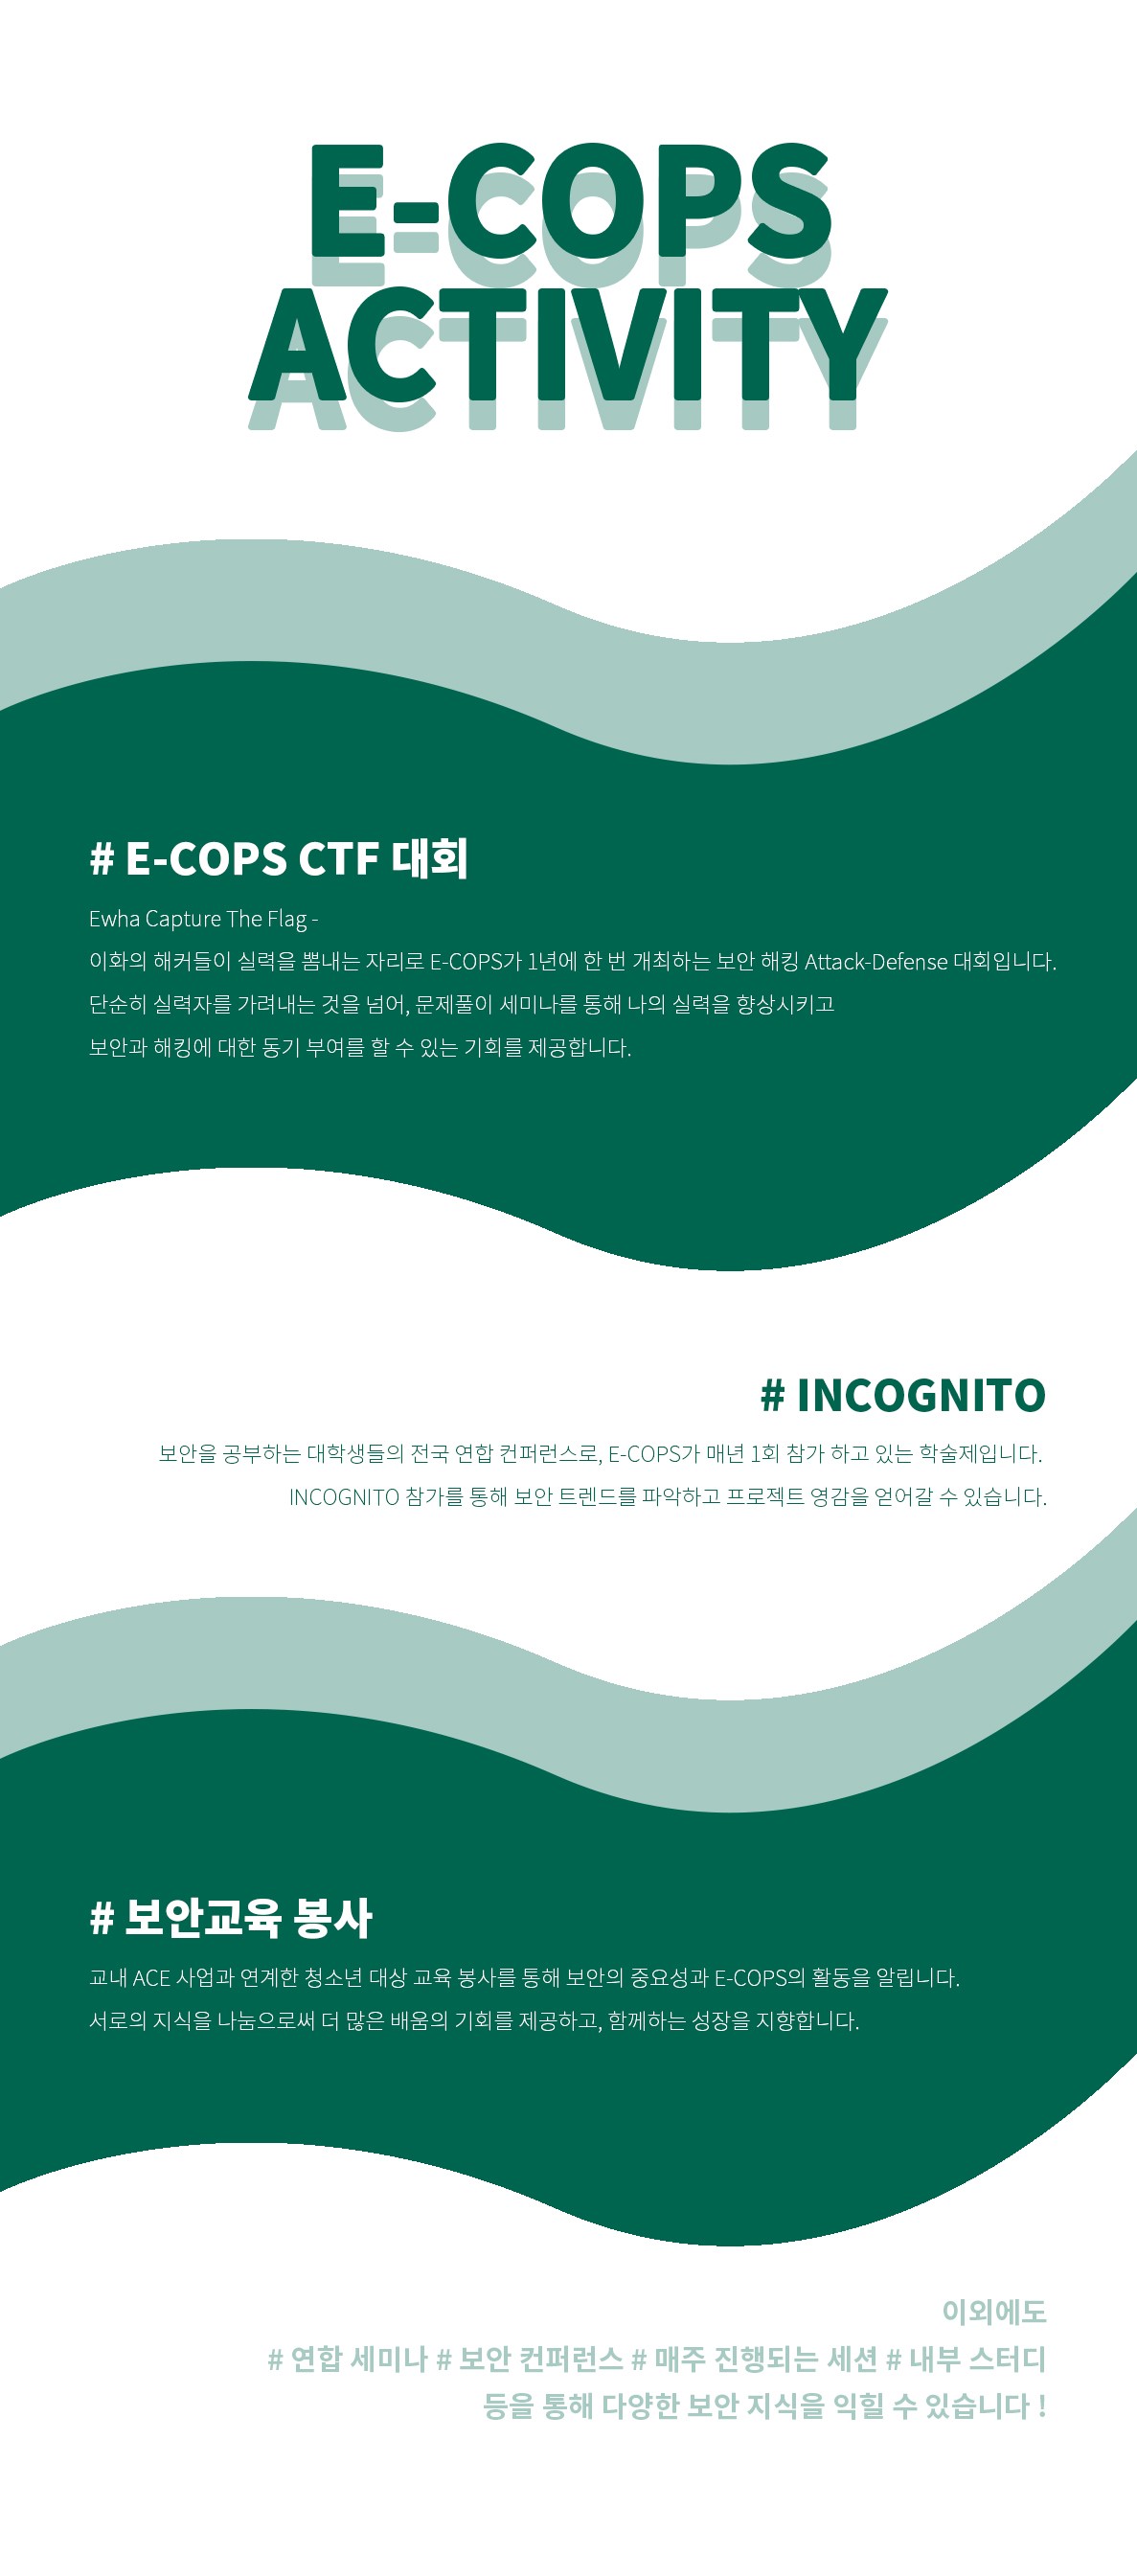 E-COPS
ACTIVITY
# E-COPS CTF 대회
Ewha Capture The Flag -
이화의 해커들이 실력을 뽐내는 자리로 E-COPS가 1년에 한 번 개최하는 보안 해킹 Attack-Defense 대회입니다.
단순히 실력자를 가려내는 것을 넘어, 문제풀이 세미나를 통해 나의 실력을 향상시키고
보안과 해킹에 대한 동기 부여를 할 수 있는 기회를 제공합니다.
# INCOGNITO
보안을 공부하는 대학생들의 전국 연합 컨퍼런스로, E-COPS가 매년 1회 참가 하고 있는 학술제입니다.
INCOGNITO 참가를 통해 보안 트렌드를 파악하고 프로젝트 영감을 얻어갈 수 있습니다.
# 보안교육 봉사
교내 ACE 사업과 연계한 청소년 대상 교육 봉사를 통해 보안의 중요성과 E-COPS의 활동을 알립니다.
서로의 지식을 나눔으로써 더 많은 배움의 기회를 제공하고, 함께하는 성장을 지향합니다.
이외에도
# 연합 세미나 # 보안 컨퍼런스 # 매주 진행되는 세션 # 내부 스터디
등을 통해 다양한 보안 지식을 익힐 수 있습니다 !